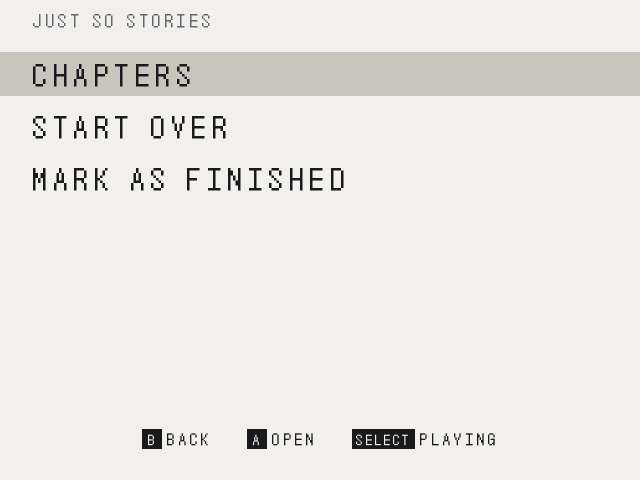 JUST SO STORIES
CHAPTERS
START OVER
MARK AS FINISHED
B BACK A OPEN SELECT PLAYING